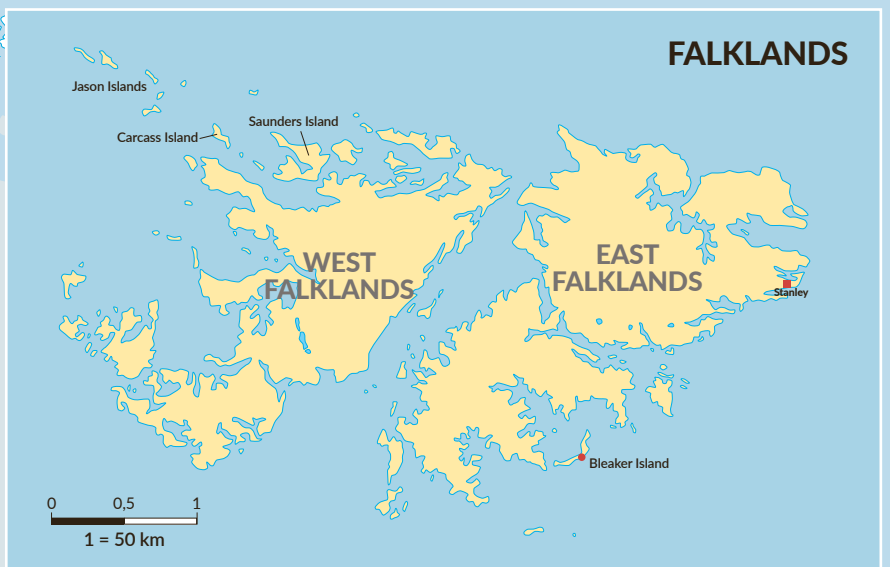 FALKLANDS
Jason Islands
Saunders Island
Carcass Island
WEST
FALKLANDS
EAST
FALKLANDS
Stanley
Bleaker Island
0 0,5 1
1 = 50 km